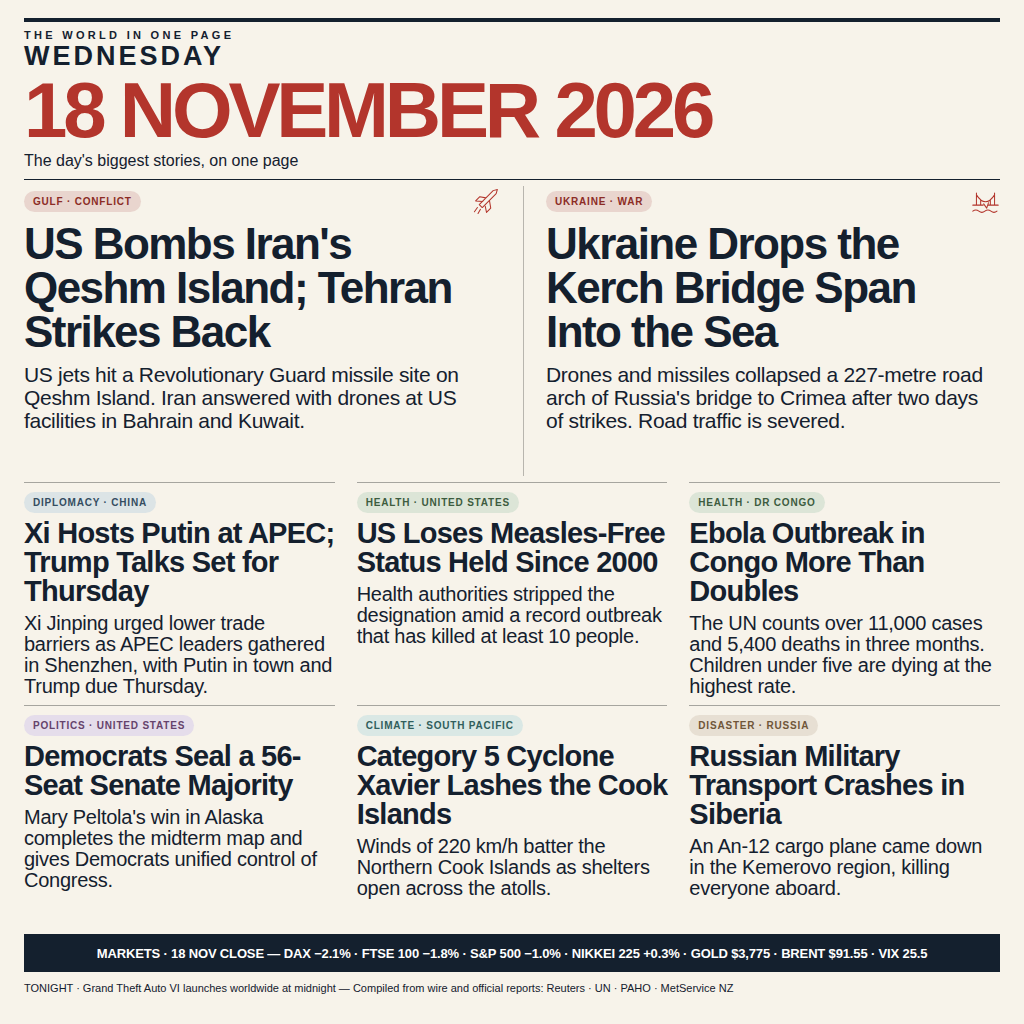 THE WORLD IN ONE PAGE
WEDNESDAY
18 NOVEMBER 2026
The day's biggest stories, on one page
GULF · CONFLICT
US Bombs Iran's
Qeshm Island; Tehran
Strikes Back
US jets hit a Revolutionary Guard missile site on
Qeshm Island. Iran answered with drones at US
facilities in Bahrain and Kuwait.
UKRAINE · WAR
Ukraine Drops the
Kerch Bridge Span
Into the Sea
Drones and missiles collapsed a 227-metre road
arch of Russia's bridge to Crimea after two days
of strikes. Road traffic is severed.
DIPLOMACY · CHINA
Xi Hosts Putin at APEC;
Trump Talks Set for
Thursday
Xi Jinping urged lower trade
barriers as APEC leaders gathered
in Shenzhen, with Putin in town and
Trump due Thursday.
HEALTH · UNITED STATES
US Loses Measles-Free
Status Held Since 2000
Health authorities stripped the
designation amid a record outbreak
that has killed at least 10 people.
HEALTH · DR CONGO
Ebola Outbreak in
Congo More Than
Doubles
The UN counts over 11,000 cases
and 5,400 deaths in three months.
Children under five are dying at the
highest rate.
POLITICS · UNITED STATES
Democrats Seal a 56-
Seat Senate Majority
Mary Peltola's win in Alaska
completes the midterm map and
gives Democrats unified control of
Congress.
CLIMATE · SOUTH PACIFIC
Category 5 Cyclone
Xavier Lashes the Cook
Islands
Winds of 220 km/h batter the
Northern Cook Islands as shelters
open across the atolls.
DISASTER · RUSSIA
Russian Military
Transport Crashes in
Siberia
An An-12 cargo plane came down
in the Kemerovo region, killing
everyone aboard.
MARKETS · 18 NOV CLOSE — DAX −2.1% · FTSE 100 −1.8% · S&P 500 −1.0% · NIKKEI 225 +0.3% · GOLD $3,775 · BRENT $91.55 · VIX 25.5
TONIGHT · Grand Theft Auto VI launches worldwide at midnight — Compiled from wire and official reports: Reuters · UN · PAHO · MetService NZ